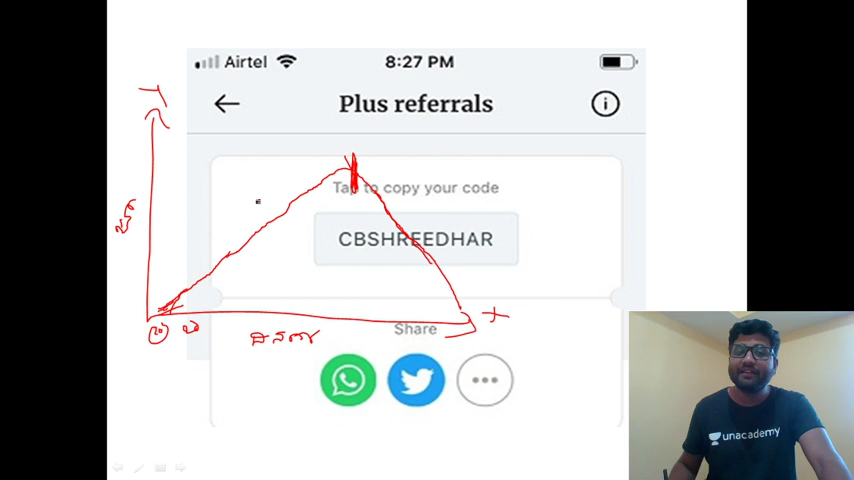 Airtel 8:27 PM
Plus referrals
Tap to copy your code
CBSHREEDHAR
Share
Y
X
unacademy